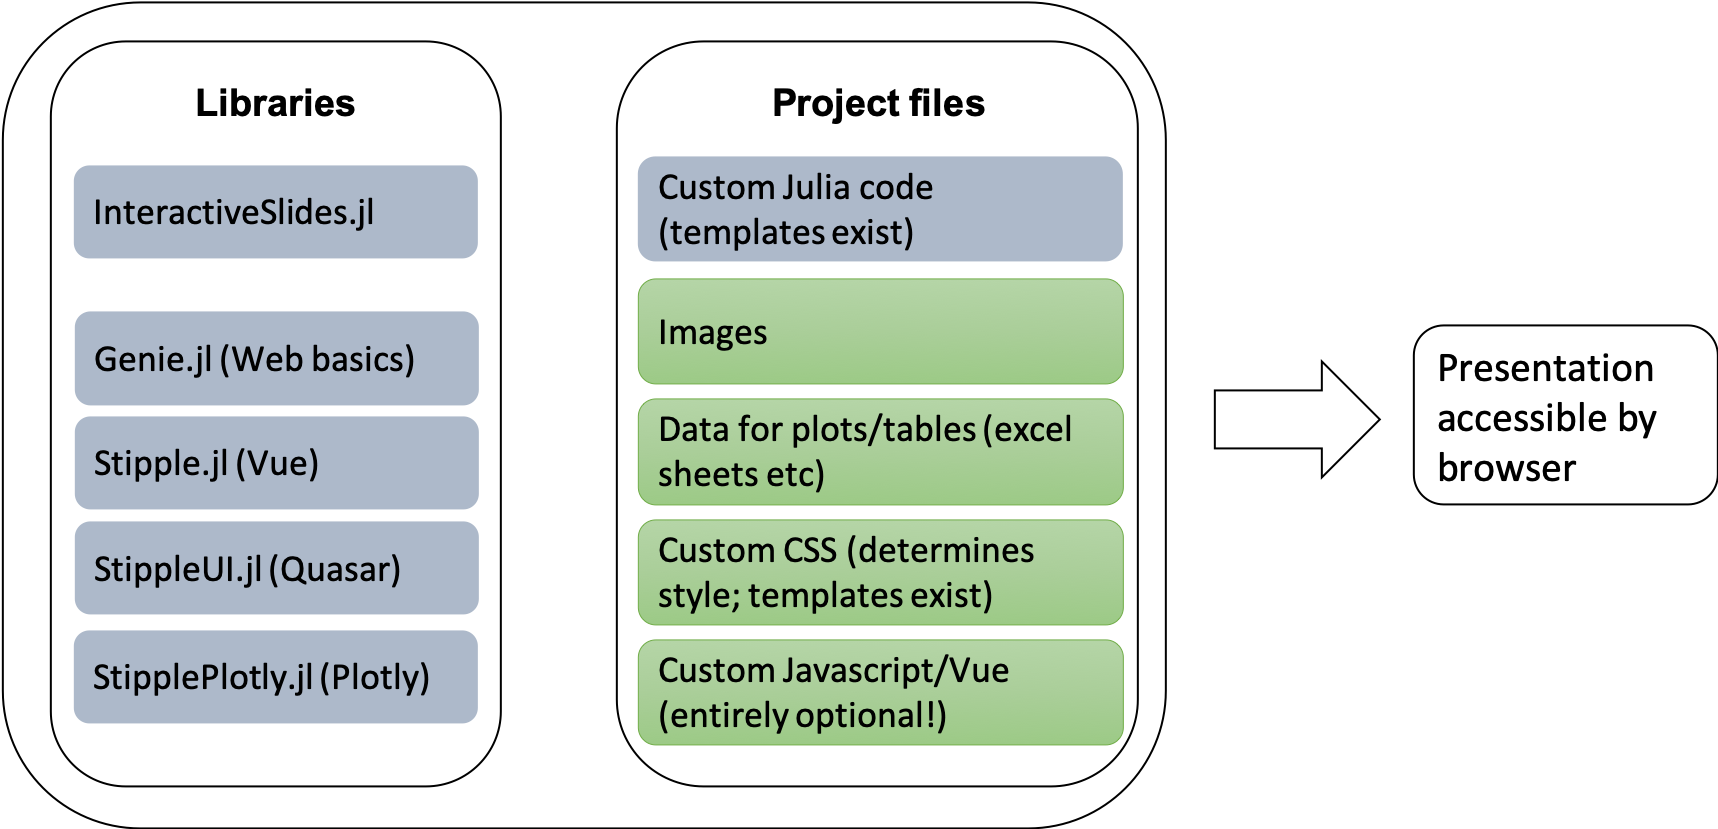 Libraries
InteractiveSlides.jl
Genie.jl (Web basics)
Stipple.jl (Vue)
StippleUI.jl (Quasar)
StipplePlotly.jl (Plotly)
Project files
Custom Julia code
(templates exist)
Images
Data for plots/tables (excel
sheets etc)
Custom CSS (determines
style; templates exist)
Custom Javascript/Vue
(entirely optional!)
Presentation
accessible by
browser